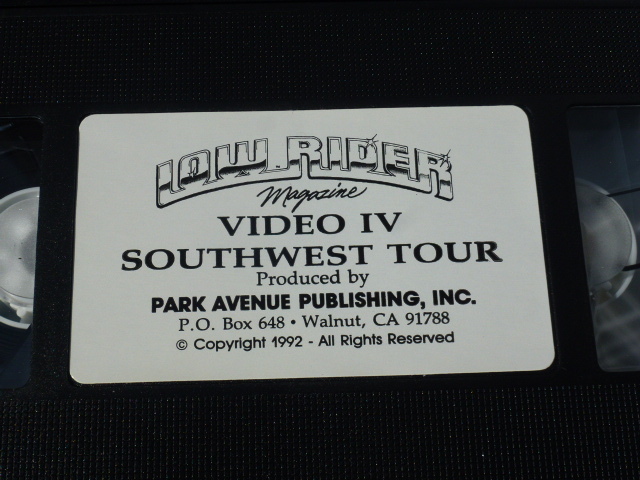 LOW RIDER
Magazine
VIDEO IV
SOUTHWEST TOUR
Produced by
PARK AVENUE PUBLISHING, INC.
P.O. Box 648 • Walnut, CA 91788
© Copyright 1992 - All Rights Reserved